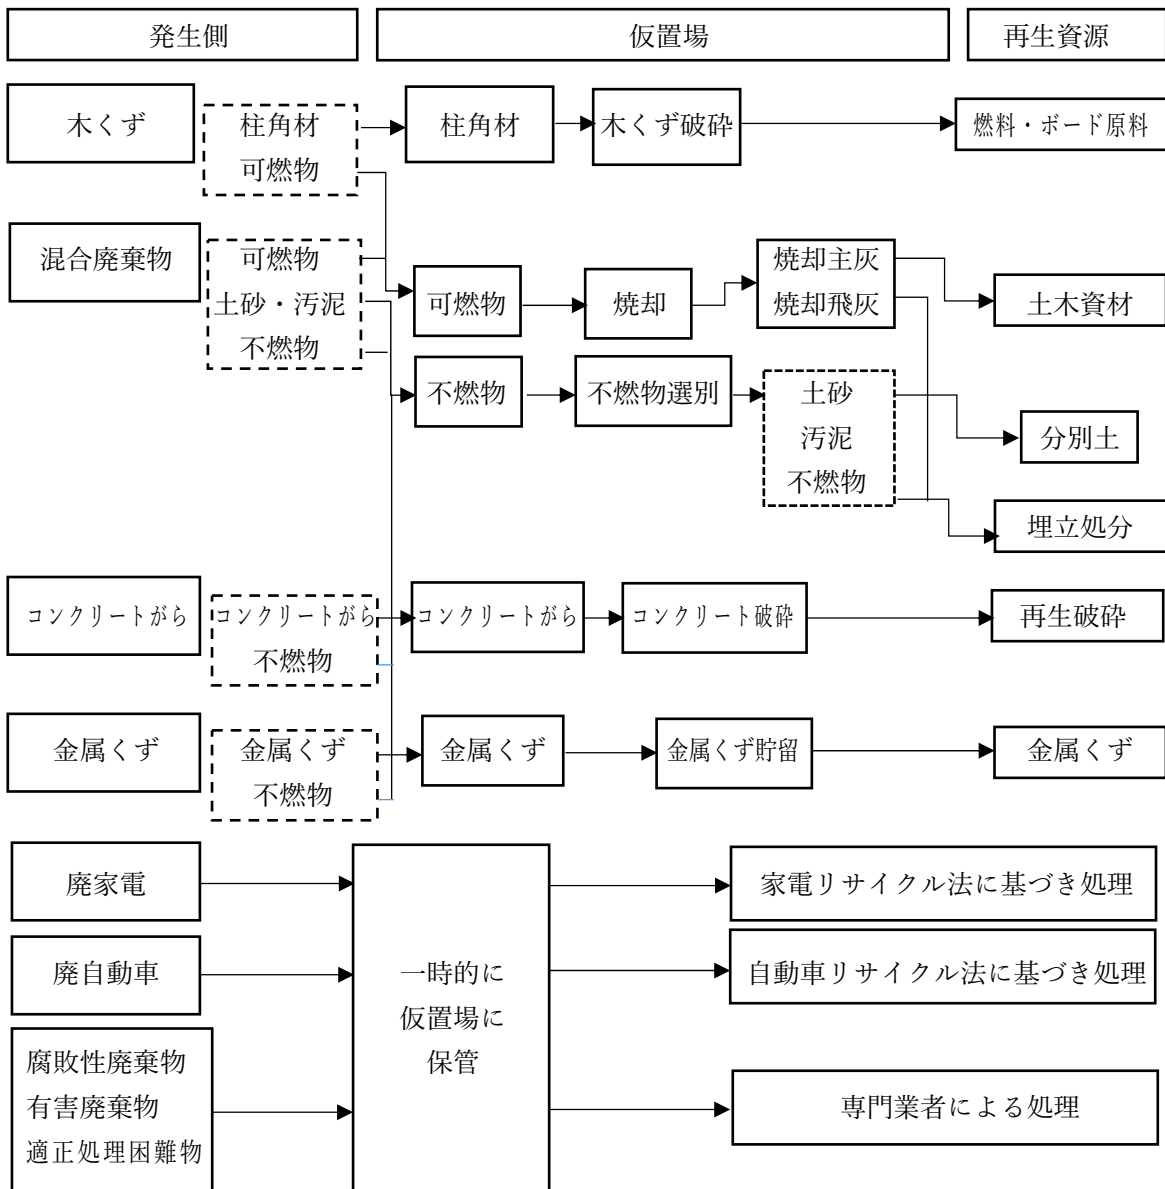 発生側
仮置場
再生資源
木くず
柱角材
可燃物
柱角材
木くず破砕
燃料・ボード原料
混合廃棄物
可燃物
土砂・汚泥
不燃物
可燃物
焼却
焼却主灰
焼却飛灰
土木資材
不燃物
不燃物選別
土砂
汚泥
不燃物
分別土
埋立処分
コンクリートがら
コンクリートがら
不燃物
コンクリートがら
コンクリート破砕
再生破砕
金属くず
金属くず
不燃物
金属くず
金属くず貯留
金属くず
廃家電
廃自動車
腐敗性廃棄物
有害廃棄物
適正処理困難物
一時的に
仮置場に
保管
家電リサイクル法に基づき処理
自動車リサイクル法に基づき処理
専門業者による処理